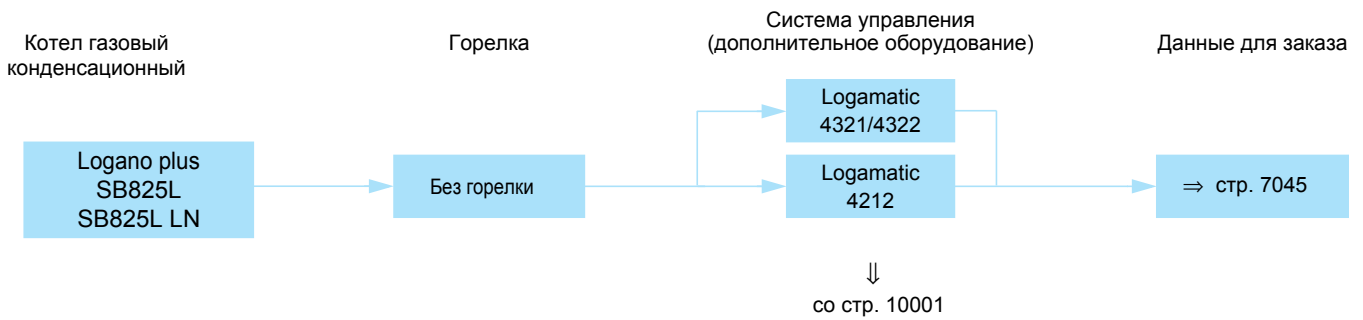 Котел газовый
конденсационный
Горелка
Система управления
(дополнительное оборудование)
Данные для заказа
Logano plus
SB825L
SB825L LN
Без горелки
Logamatic
4321/4322
Logamatic
4212
⇒ стр. 7045
⇓
со стр. 10001